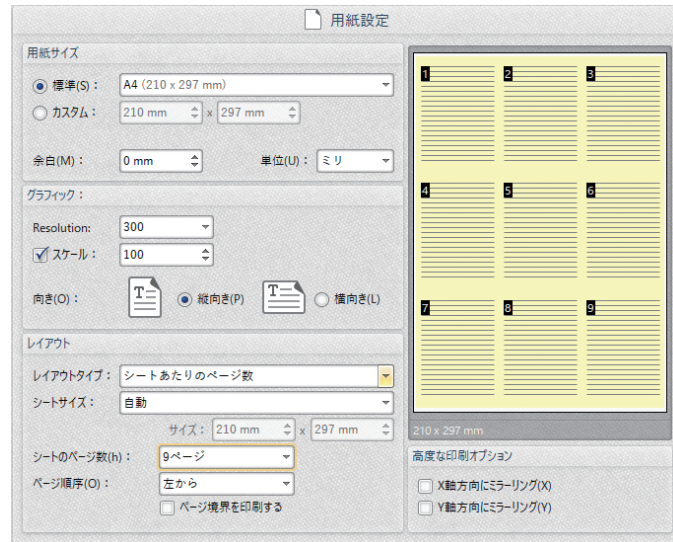 用紙設定
用紙サイズ
標準(S)： A4 (210 x 297 mm)
カスタム： 210 mm x 297 mm
余白(M)： 0 mm 単位(U)： ミリ
グラフィック：
Resolution: 300
スケール： 100
向き(O)： T 縦向き(P) T 横向き(L)
レイアウト
レイアウトタイプ： シートあたりのページ数
シートサイズ： 自動
サイズ： 210 mm x 297 mm
シートのページ数(h)： 9ページ
ページ順序(O)： 左から
ページ境界を印刷する
1 2 3
4 5 6
7 8 9
210 x 297 mm
高度な印刷オプション
X軸方向にミラーリング(X)
Y軸方向にミラーリング(Y)